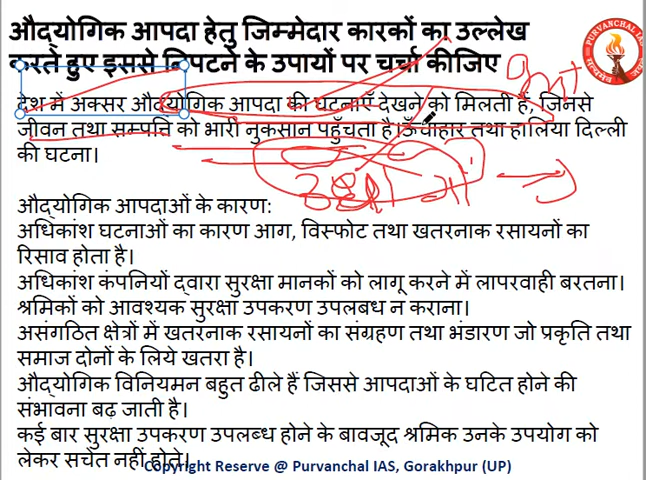 औद्योगिक आपदा हेतु जिम्मेदार कारकों का उल्लेख
करते हुए इससे निपटने के उपायों पर चर्चा कीजिए
PURVANCHAL IAS
देश में अक्सर औद्योगिक आपदा की घटनाएँ देखने को मिलती हैं, जिनसे
जीवन तथा सम्पत्ति को भारी नुकसान पहुँचता है। ऊँचाहार तथा हालिया दिल्ली
की घटना।
औद्योगिक आपदाओं के कारण:
अधिकांश घटनाओं का कारण आग, विस्फोट तथा खतरनाक रसायनों का
रिसाव होता है।
अधिकांश कंपनियों द्वारा सुरक्षा मानकों को लागू करने में लापरवाही बरतना।
श्रमिकों को आवश्यक सुरक्षा उपकरण उपलबध न कराना।
असंगठित क्षेत्रों में खतरनाक रसायनों का संग्रहण तथा भंडारण जो प्रकृति तथा
समाज दोनों के लिये खतरा है।
औद्योगिक विनियमन बहुत ढीले हैं जिससे आपदाओं के घटित होने की
संभावना बढ़ जाती है।
कई बार सुरक्षा उपकरण उपलब्ध होने के बावजूद श्रमिक उनके उपयोग को
लेकर सचेत नहीं होते।
Copyright Reserve @ Purvanchal IAS, Gorakhpur (UP)